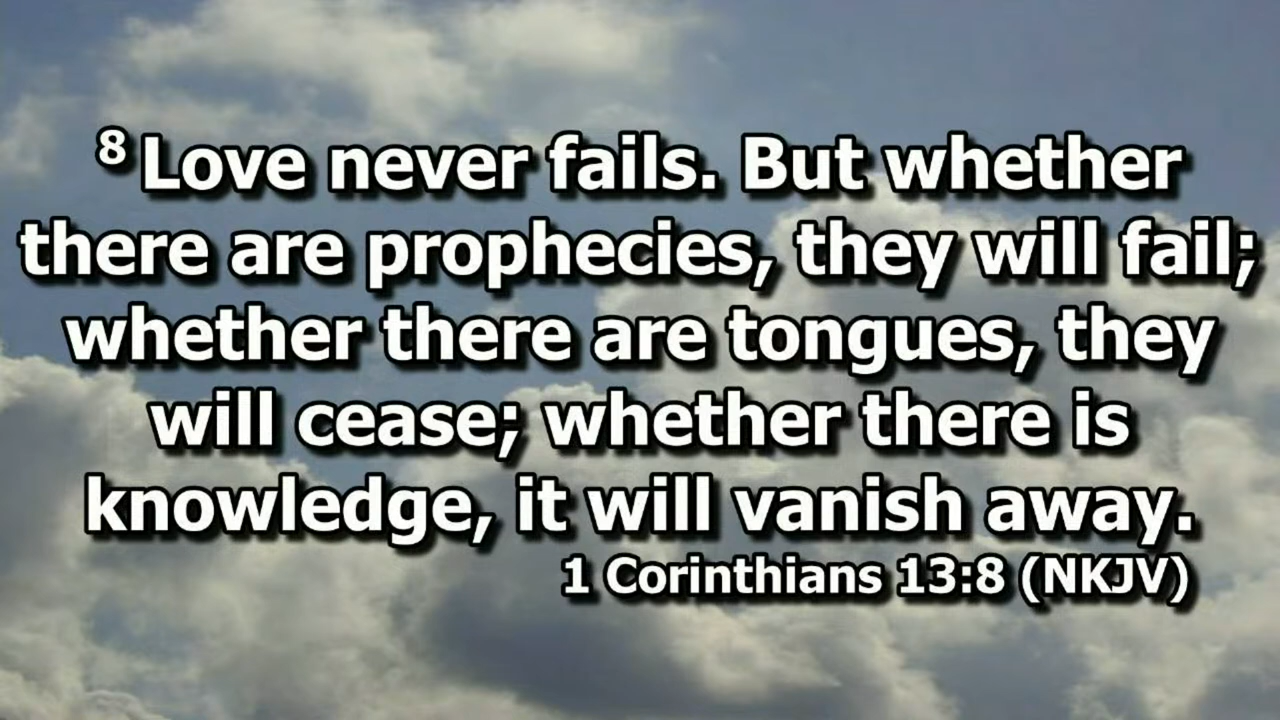 8 Love never fails. But whether
there are prophecies, they will fail;
whether there are tongues, they
will cease; whether there is
knowledge, it will vanish away.
1 Corinthians 13:8 (NKJV)